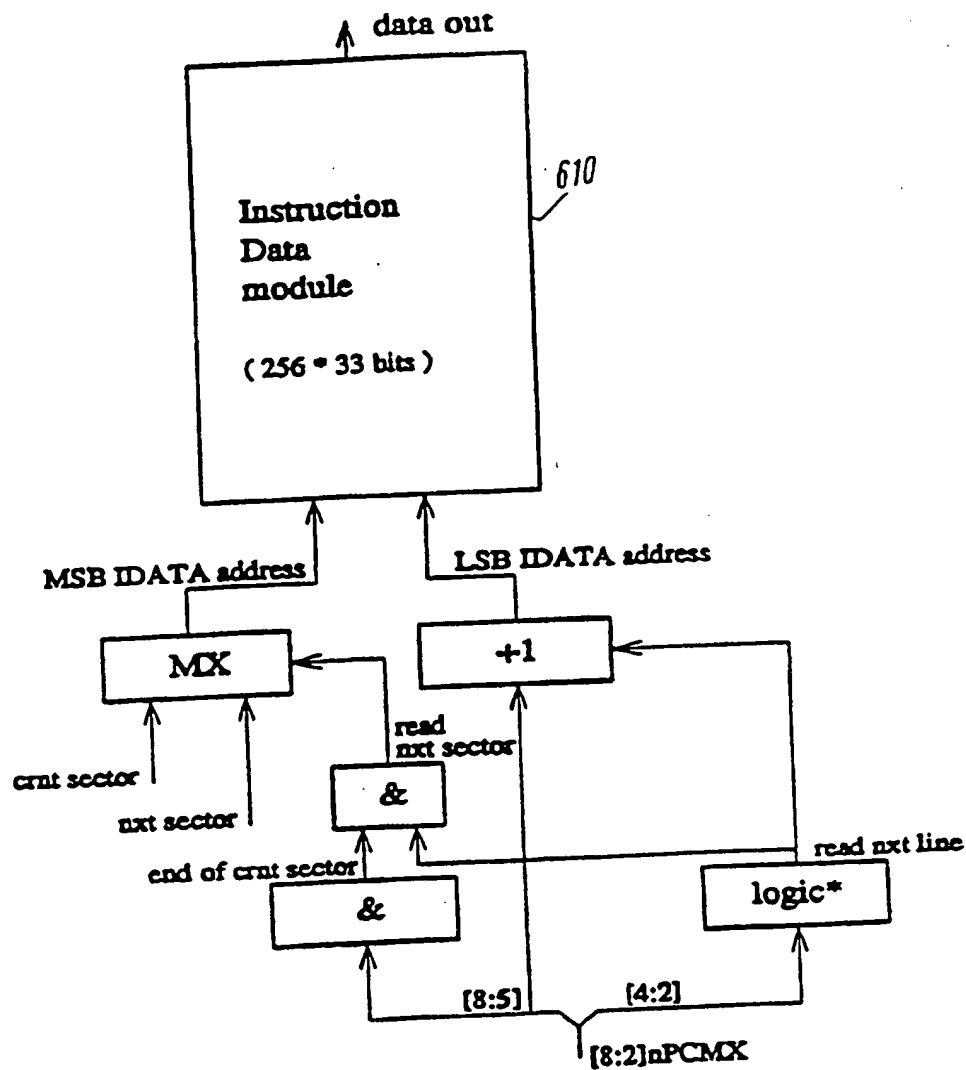 data out
610
Instruction
Data
module
( 256 * 33 bits )
MSB IDATA address
LSB IDATA address
MX
+1
read
nxt sector
crnt sector
nxt sector
&
end of crnt sector
read nxt line
&
logic*
[8:5]
[4:2]
[8:2]nPCMX